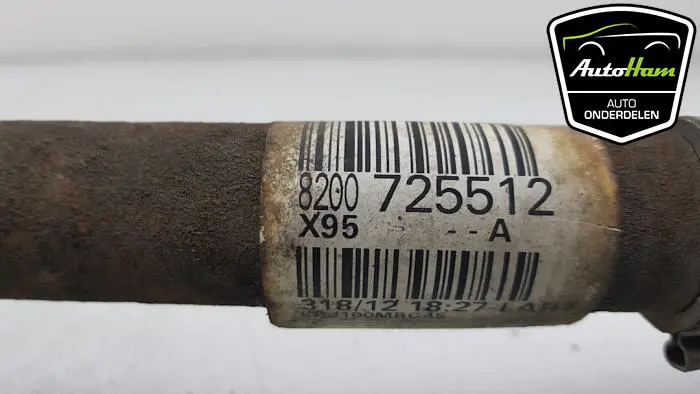 AutoHam
AUTO
ONDERDELEN
8200 725512
X95 - - A
318/12 18:27